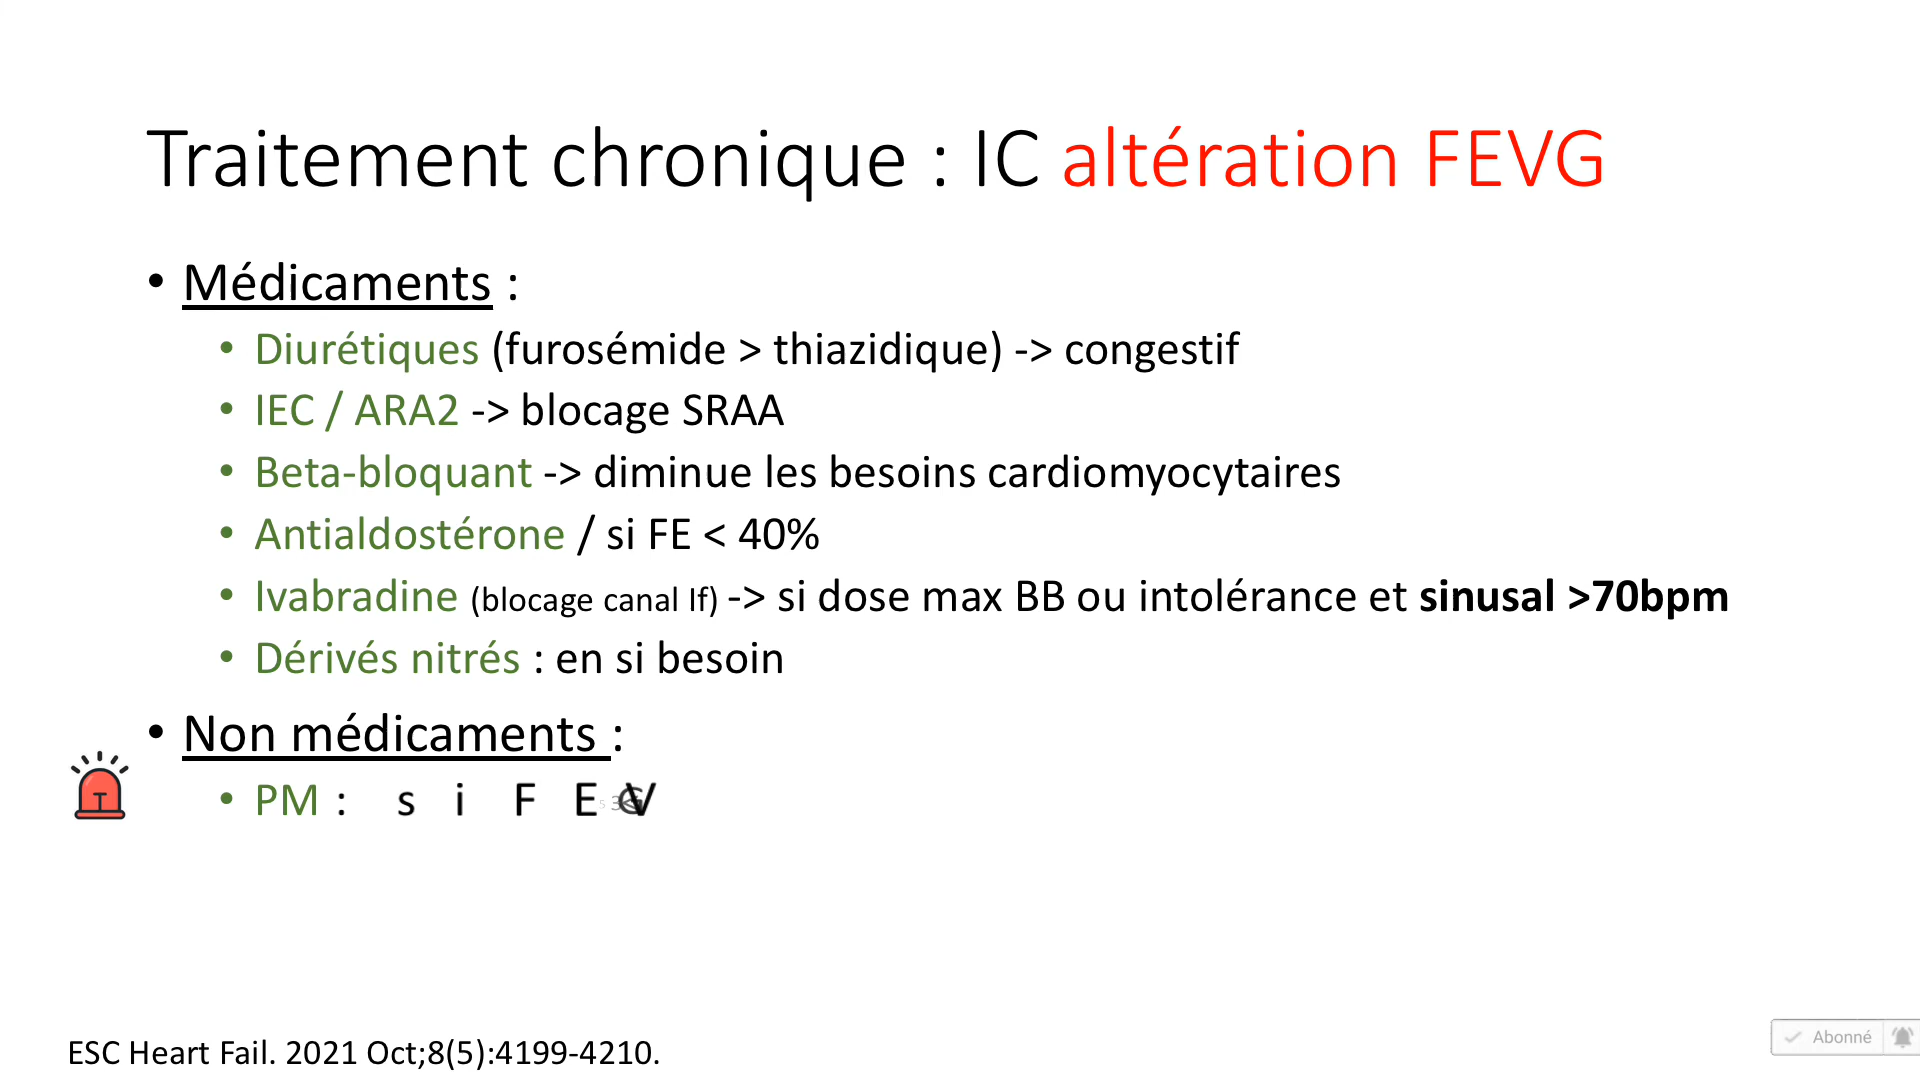 Traitement chronique : IC altération FEVG
• Médicaments :
• Diurétiques (furosémide > thiazidique) -> congestif
• IEC / ARA2 -> blocage SRAA
• Beta-bloquant -> diminue les besoins cardiomyocytaires
• Antialdostérone / si FE < 40%
• Ivabradine (blocage canal If) -> si dose max BB ou intolérance et sinusal >70bpm
• Dérivés nitrés : en si besoin
• Non médicaments :
• PM : si FEV
ESC Heart Fail. 2021 Oct;8(5):4199-4210.
Abonné